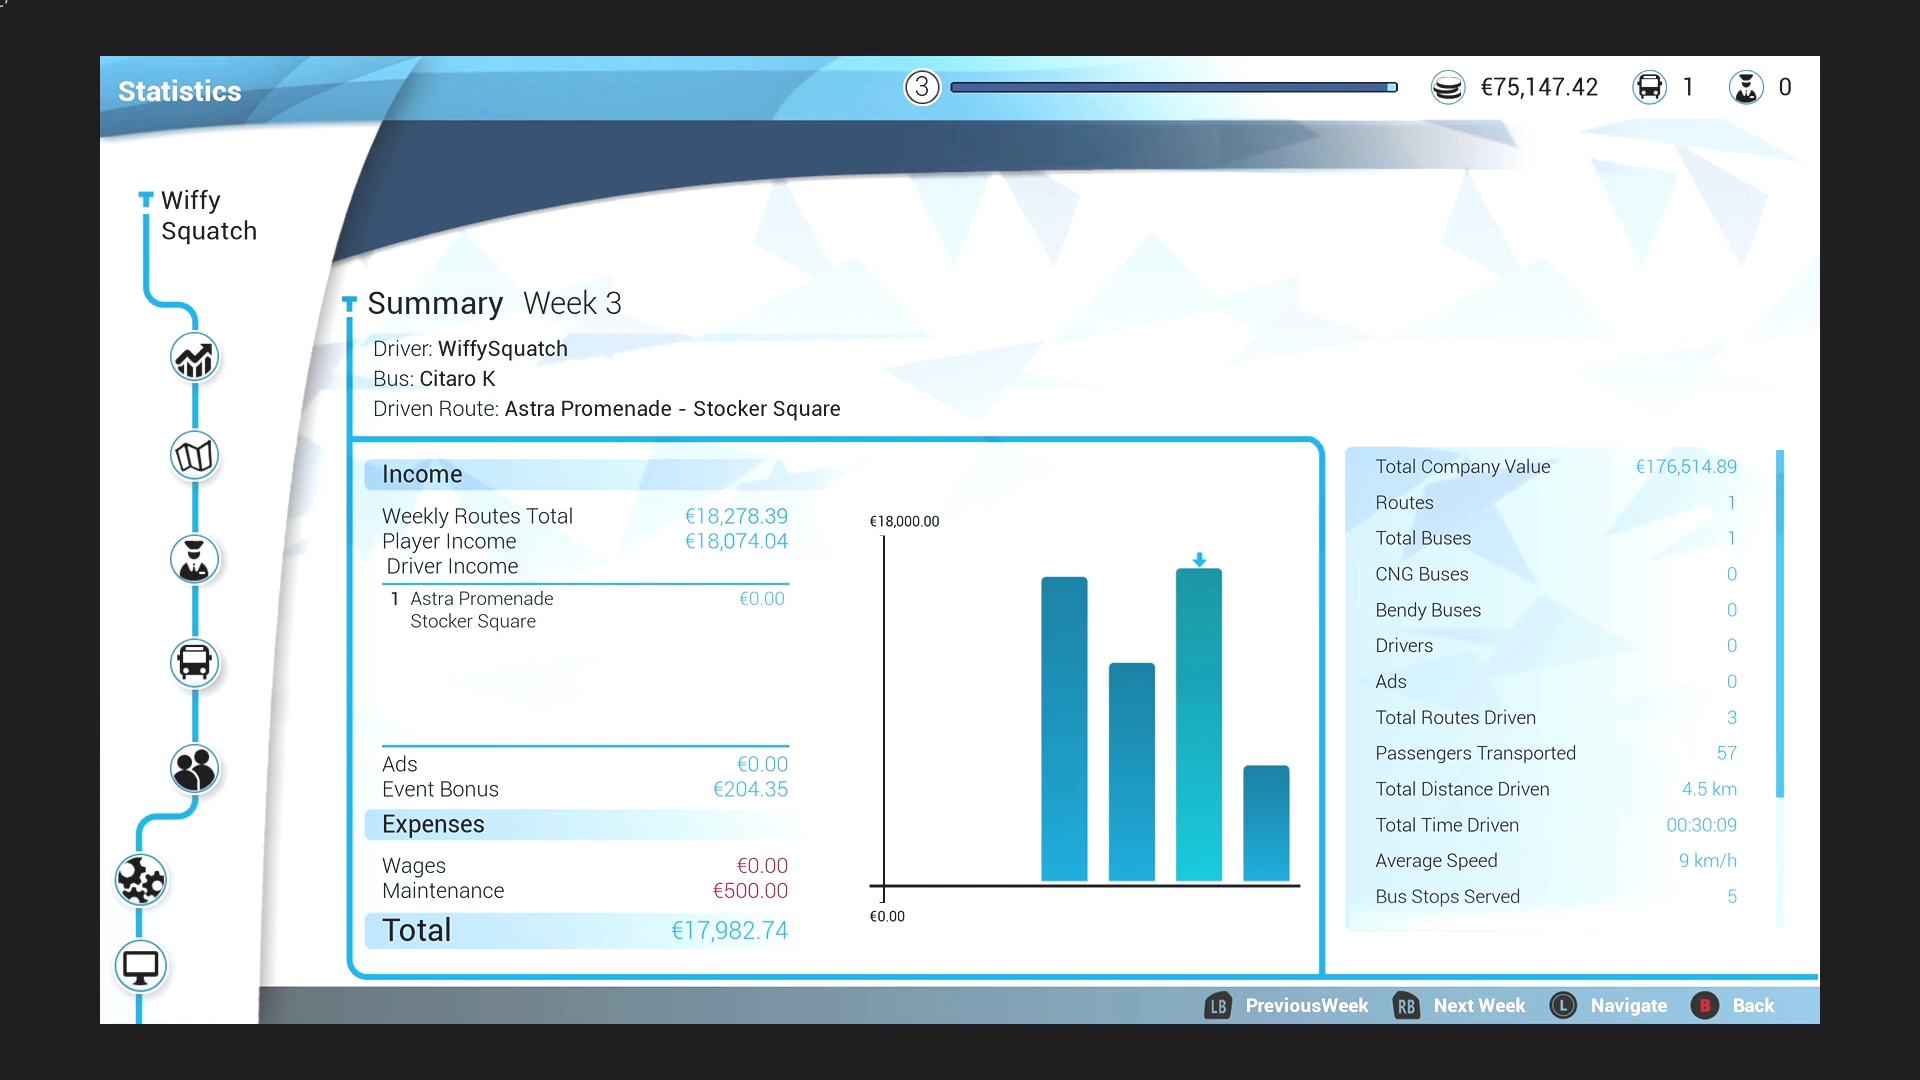 Statistics
3
€75,147.42
1
0
Wiffy
Squatch
Summary Week 3
Driver: WiffySquatch
Bus: Citaro K
Driven Route: Astra Promenade - Stocker Square
Income
Weekly Routes Total €18,278.39
Player Income €18,074.04
Driver Income
1 Astra Promenade €0.00
Stocker Square
Ads €0.00
Event Bonus €204.35
Expenses
Wages €0.00
Maintenance €500.00
Total €17,982.74
€18,000.00
€0.00
Total Company Value €176,514.89
Routes 1
Total Buses 1
CNG Buses 0
Bendy Buses 0
Drivers 0
Ads 0
Total Routes Driven 3
Passengers Transported 57
Total Distance Driven 4.5 km
Total Time Driven 00:30:09
Average Speed 9 km/h
Bus Stops Served 5
LB PreviousWeek RB Next Week L Navigate B Back